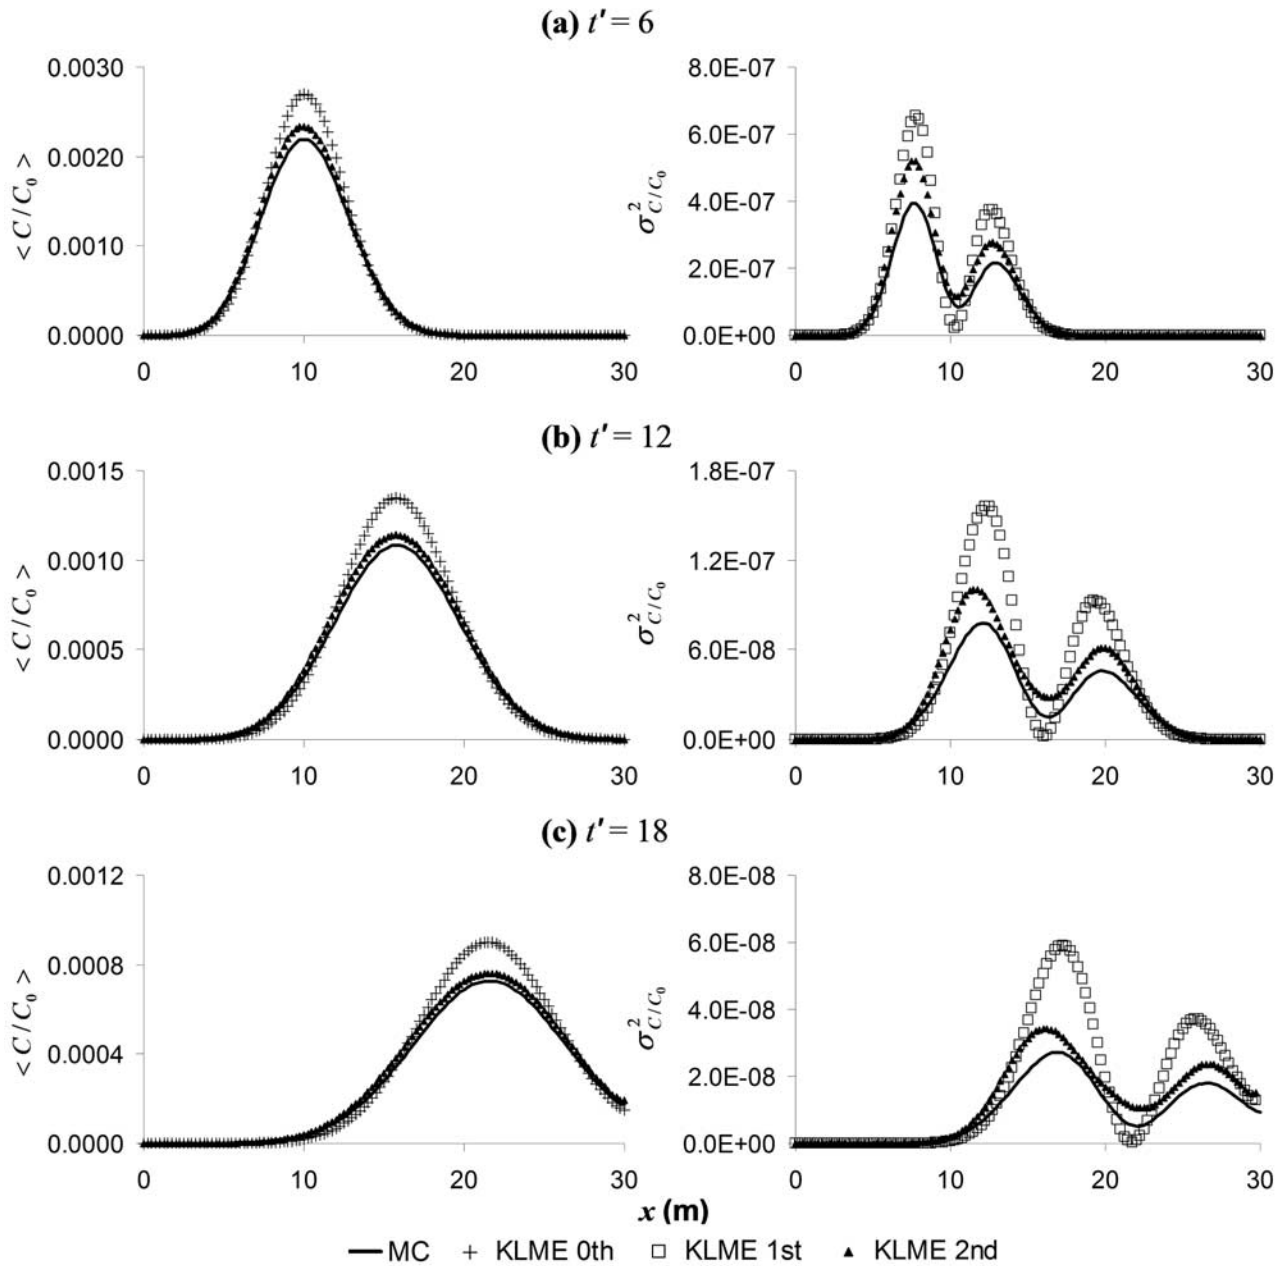 (a) t' = 6
0.0030
0.0020
0.0010
0.0000
< C / C₀ >
0 10 20 30
8.0E-07
6.0E-07
4.0E-07
2.0E-07
0.0E+00
σ²_{C/C₀}
0 10 20 30
(b) t' = 12
0.0015
0.0010
0.0005
0.0000
< C / C₀ >
0 10 20 30
1.8E-07
1.2E-07
6.0E-08
0.0E+00
σ²_{C/C₀}
0 10 20 30
(c) t' = 18
0.0012
0.0008
0.0004
0.0000
< C / C₀ >
0 10 20 30
8.0E-08
6.0E-08
4.0E-08
2.0E-08
0.0E+00
σ²_{C/C₀}
0 10 20 30
x (m)
MC KLME 0th KLME 1st KLME 2nd